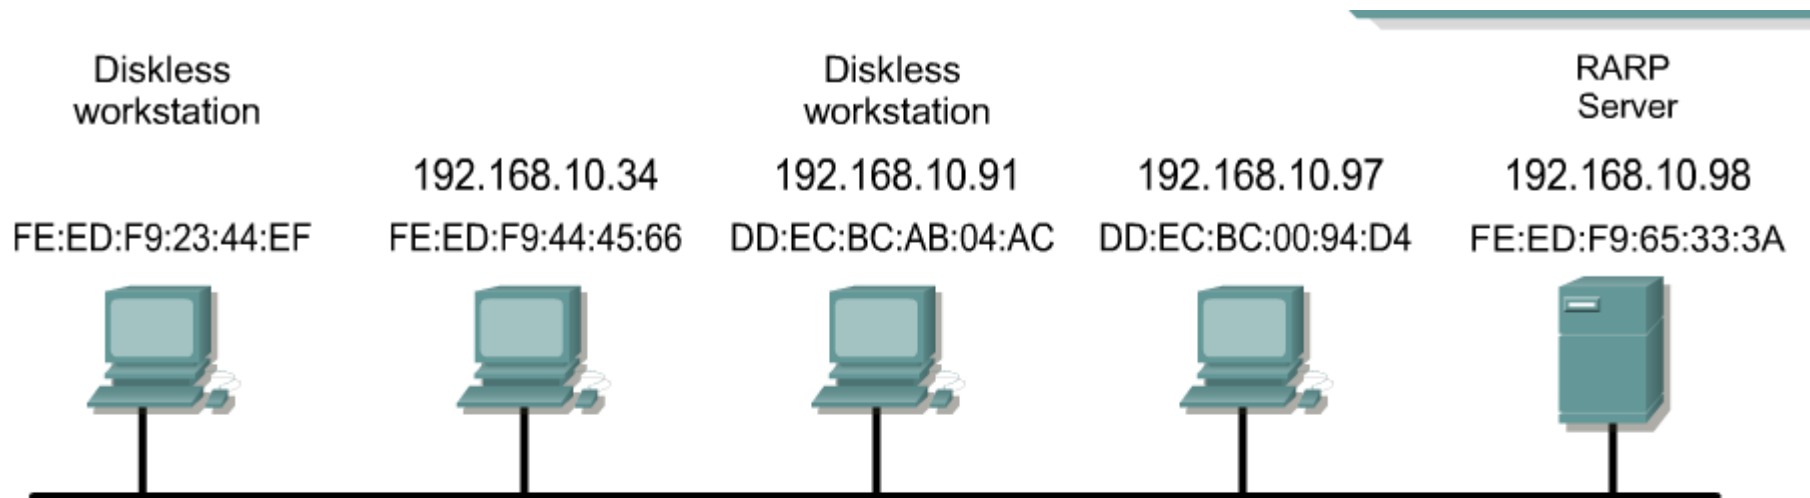 Diskless
workstation
FE:ED:F9:23:44:EF
192.168.10.34
FE:ED:F9:44:45:66
Diskless
workstation
192.168.10.91
DD:EC:BC:AB:04:AC
192.168.10.97
DD:EC:BC:00:94:D4
RARP
Server
192.168.10.98
FE:ED:F9:65:33:3A